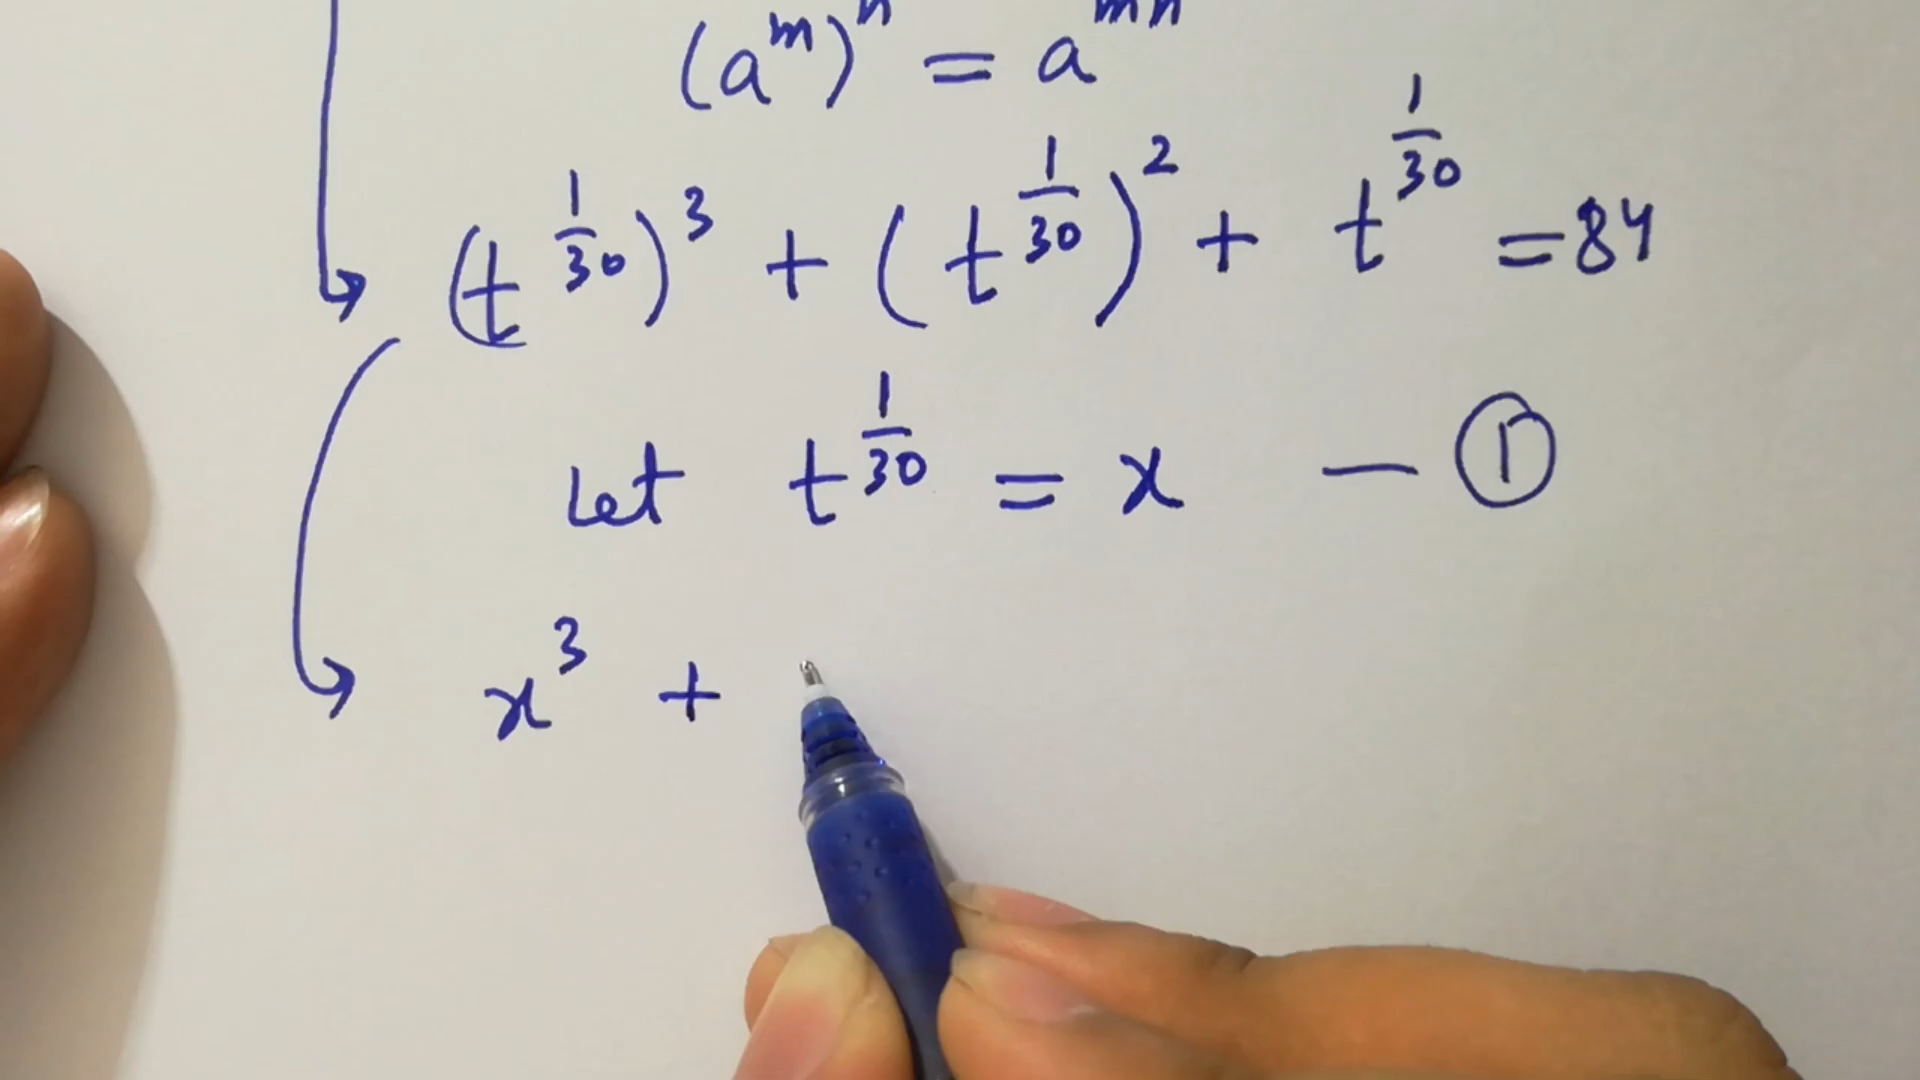 (a^m)^n = a^mn
(t^1/30)^3 + (t^1/30)^2 + t^1/30 = 84
Let t^1/30 = x — ①
x^3 +